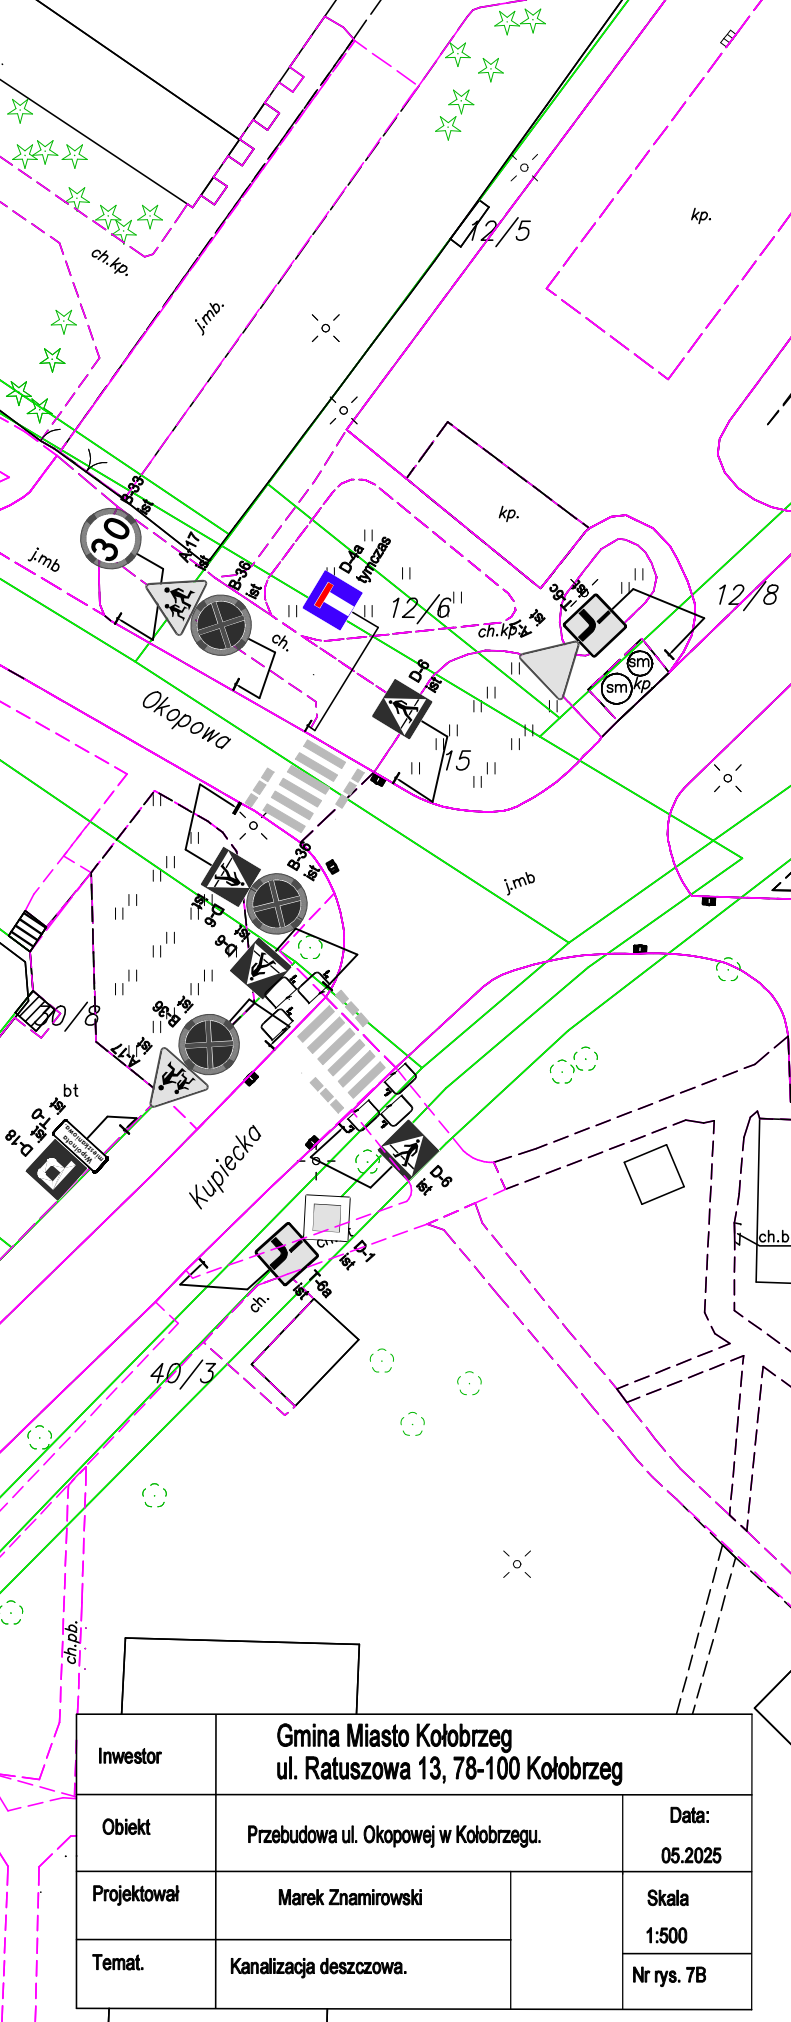 12/5
kp.
ch.kp.
j.mb.
B-33
ist
30
kp.
A-17
ist
j.mb
B-36
ist
D-4a
tymczas
12/6
12/8
ist
ch.kp.
ch.
D-6
ist
sm
sm
kp
Okopowa
15
B-36
ist
j.mb
D-6
ist
D-6
ist
B-36
ist
A-17
ist
bt
T-0
ist
D-18
ist
Wspólnota
mieszkaniowa
P
Kupiecka
D-6
ist
D-1
ist
T-6a
ist
ch.
ch.b
40/3
ch.pb.
Inwestor
Gmina Miasto Kołobrzeg
ul. Ratuszowa 13, 78-100 Kołobrzeg
Obiekt
Przebudowa ul. Okopowej w Kołobrzegu.
Data:
05.2025
Projektował
Marek Znamirowski
Skala
1:500
Temat.
Kanalizacja deszczowa.
Nr rys. 7B